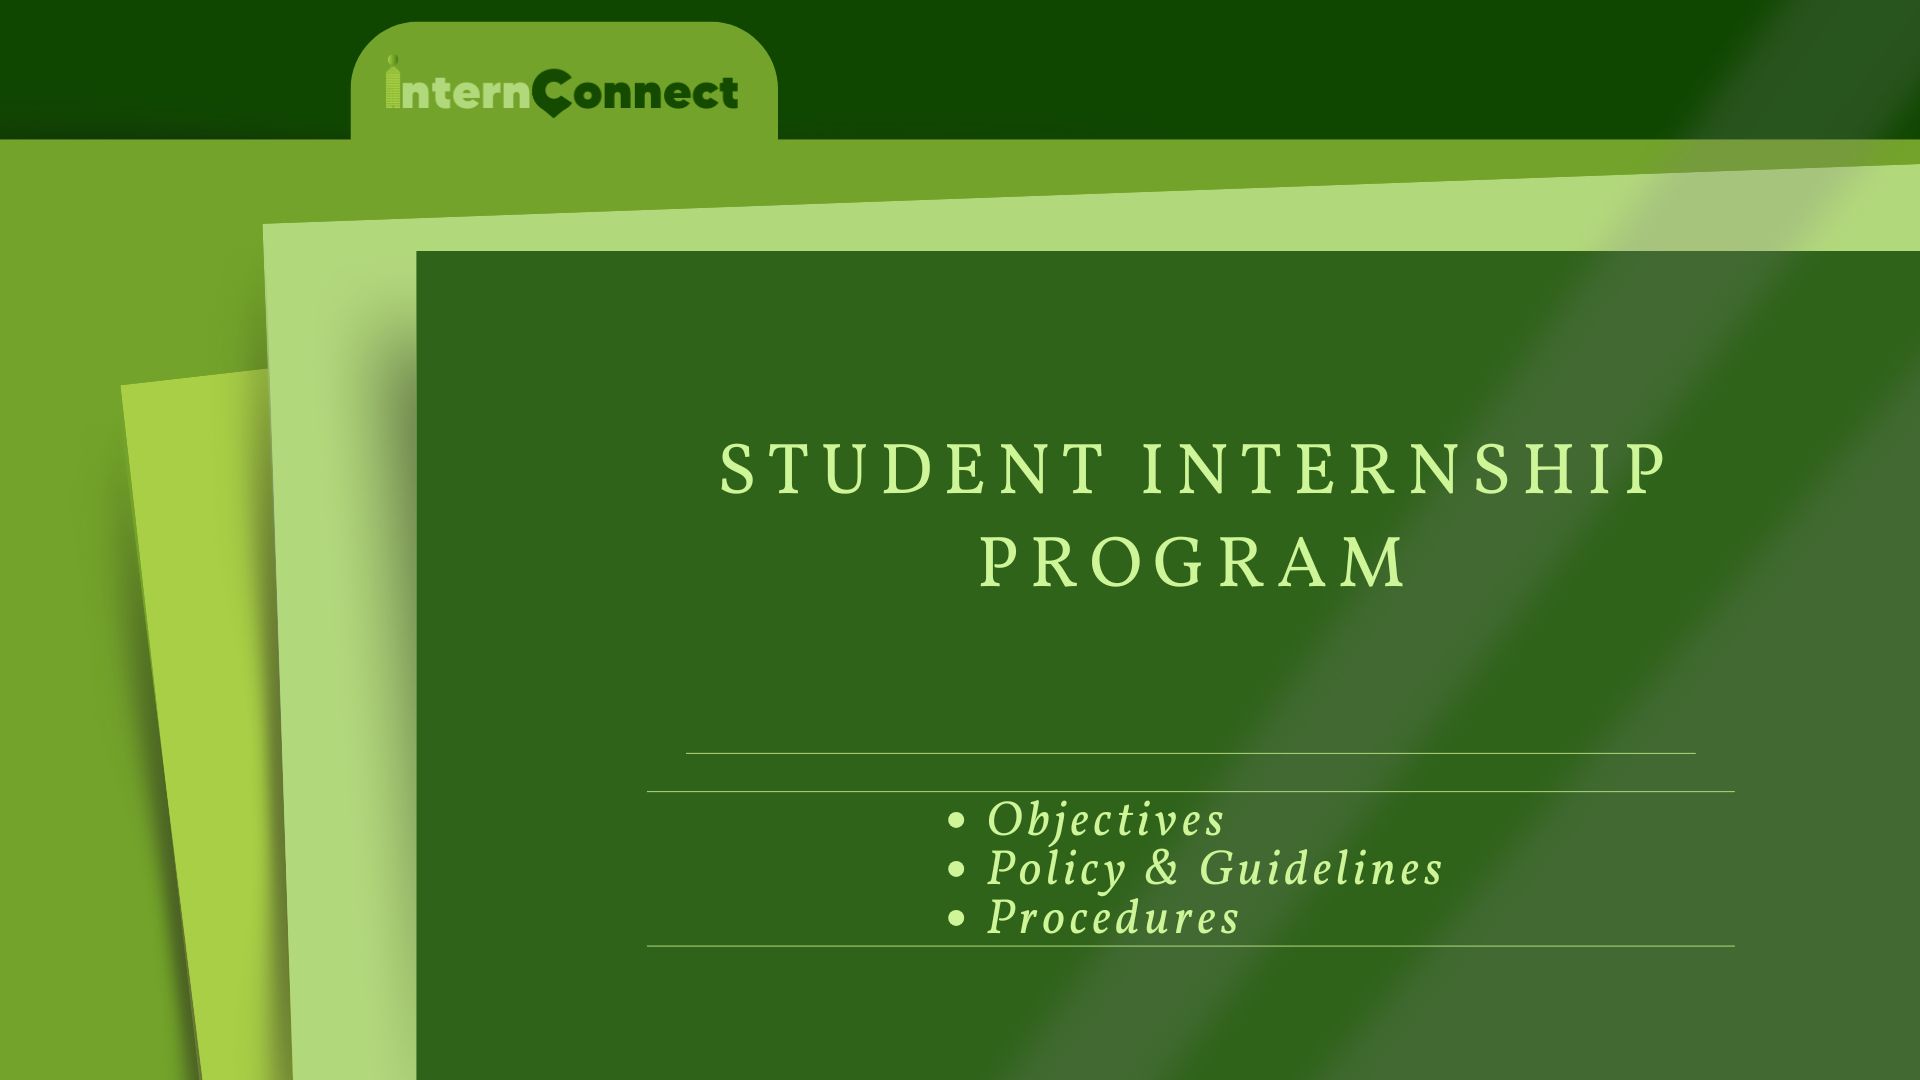 internConnect
STUDENT INTERNSHIP
PROGRAM
• Objectives
• Policy & Guidelines
• Procedures